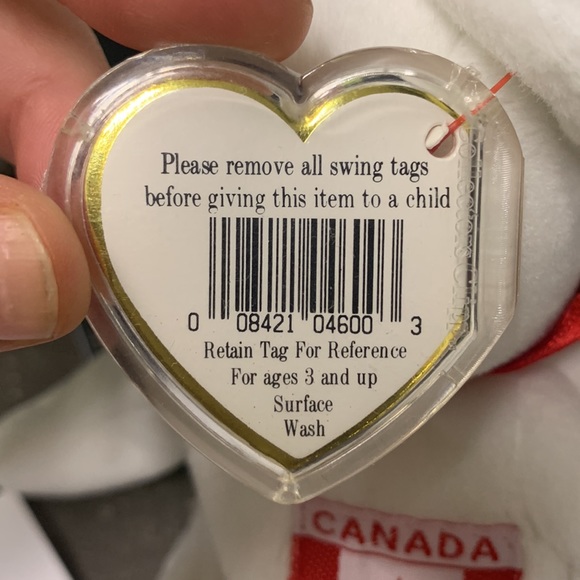 Please remove all swing tags
before giving this item to a child
0 08421 04600 3
Retain Tag For Reference
For ages 3 and up
Surface
Wash
CANADA